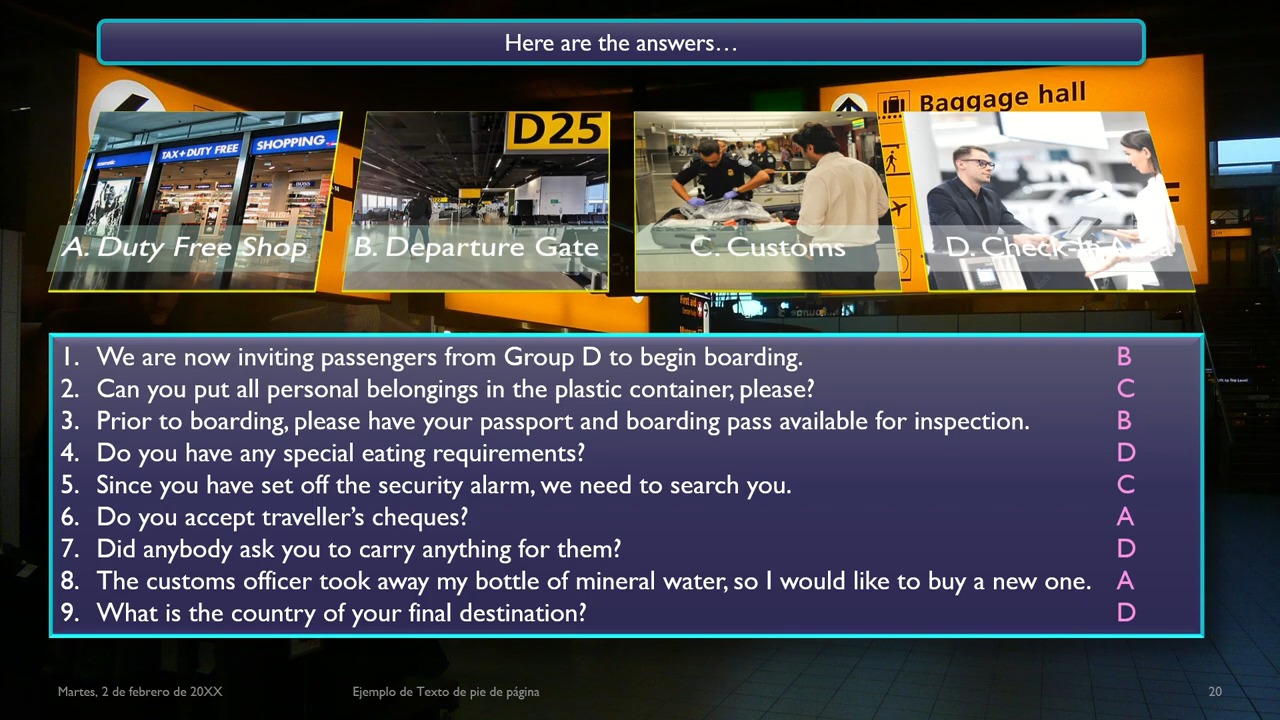 Here are the answers…
Baggage hall
TAX+DUTY FREE
SHOPPING.
D25
A. Duty Free Shop
B. Departure Gate
C. Customs
D. Check-in Area
1. We are now inviting passengers from Group D to begin boarding. B
2. Can you put all personal belongings in the plastic container, please? C
3. Prior to boarding, please have your passport and boarding pass available for inspection. B
4. Do you have any special eating requirements? D
5. Since you have set off the security alarm, we need to search you. C
6. Do you accept traveller’s cheques? A
7. Did anybody ask you to carry anything for them? D
8. The customs officer took away my bottle of mineral water, so I would like to buy a new one. A
9. What is the country of your final destination? D
Martes, 2 de febrero de 20XX
Ejemplo de Texto de pie de página
20